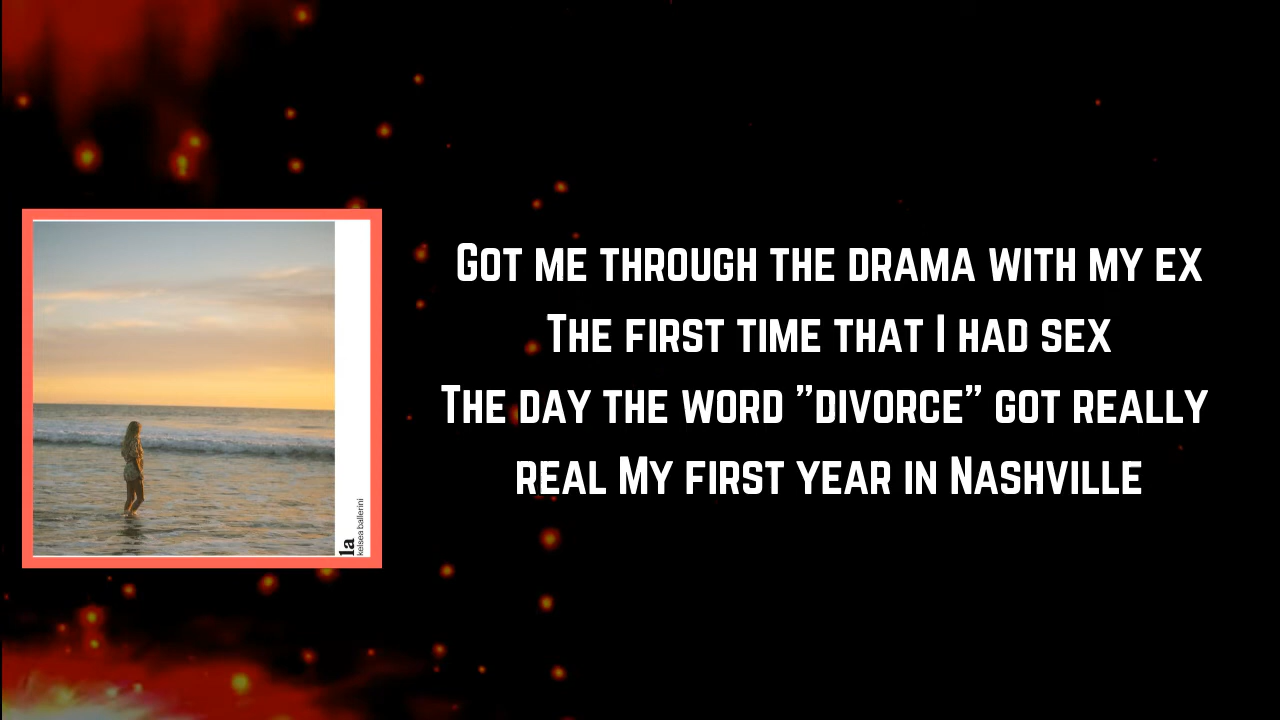 Got me through the drama with my ex
The first time that I had sex
The day the word "divorce" got really
real My first year in Nashville
la
kelsea ballerini